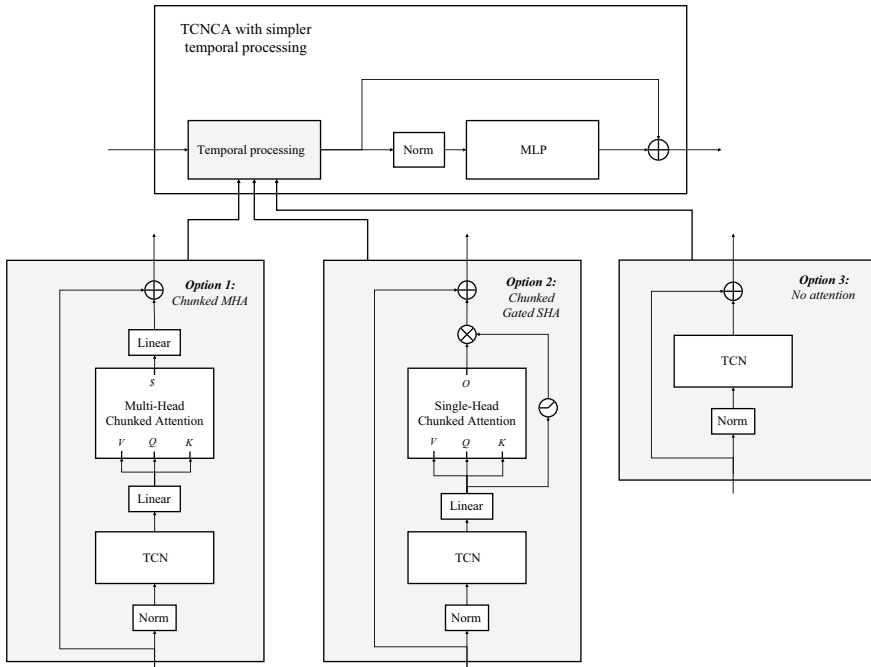 TCNCA with simpler
temporal processing
Temporal processing
Norm
MLP
Option 1:
Chunked MHA
Linear
S
Multi-Head
Chunked Attention
V Q K
Linear
TCN
Norm
Option 2:
Chunked
Gated SHA
O
Single-Head
Chunked Attention
V Q K
Linear
TCN
Norm
Option 3:
No attention
TCN
Norm